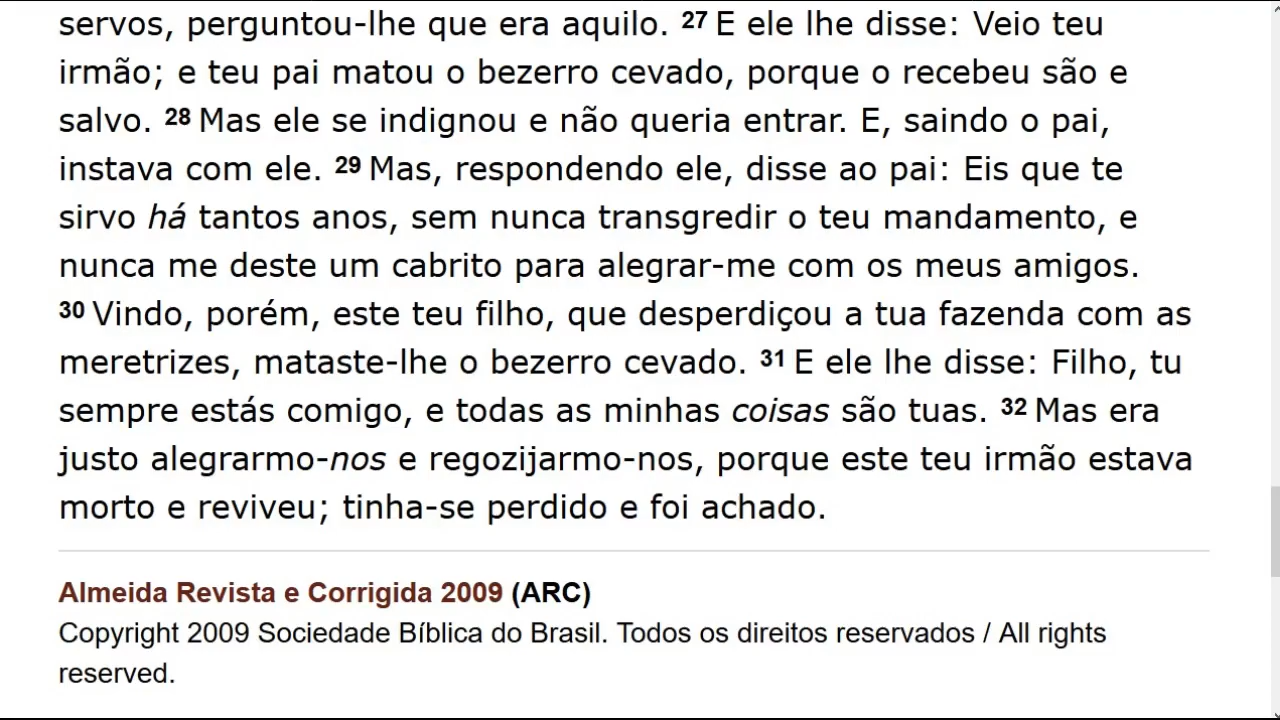 servos, perguntou-lhe que era aquilo. 27 E ele lhe disse: Veio teu
irmão; e teu pai matou o bezerro cevado, porque o recebeu são e
salvo. 28 Mas ele se indignou e não queria entrar. E, saindo o pai,
instava com ele. 29 Mas, respondendo ele, disse ao pai: Eis que te
sirvo há tantos anos, sem nunca transgredir o teu mandamento, e
nunca me deste um cabrito para alegrar-me com os meus amigos.
30 Vindo, porém, este teu filho, que desperdiçou a tua fazenda com as
meretrizes, mataste-lhe o bezerro cevado. 31 E ele lhe disse: Filho, tu
sempre estás comigo, e todas as minhas coisas são tuas. 32 Mas era
justo alegrarmo-nos e regozijarmo-nos, porque este teu irmão estava
morto e reviveu; tinha-se perdido e foi achado.
Almeida Revista e Corrigida 2009 (ARC)
Copyright 2009 Sociedade Bíblica do Brasil. Todos os direitos reservados / All rights
reserved.